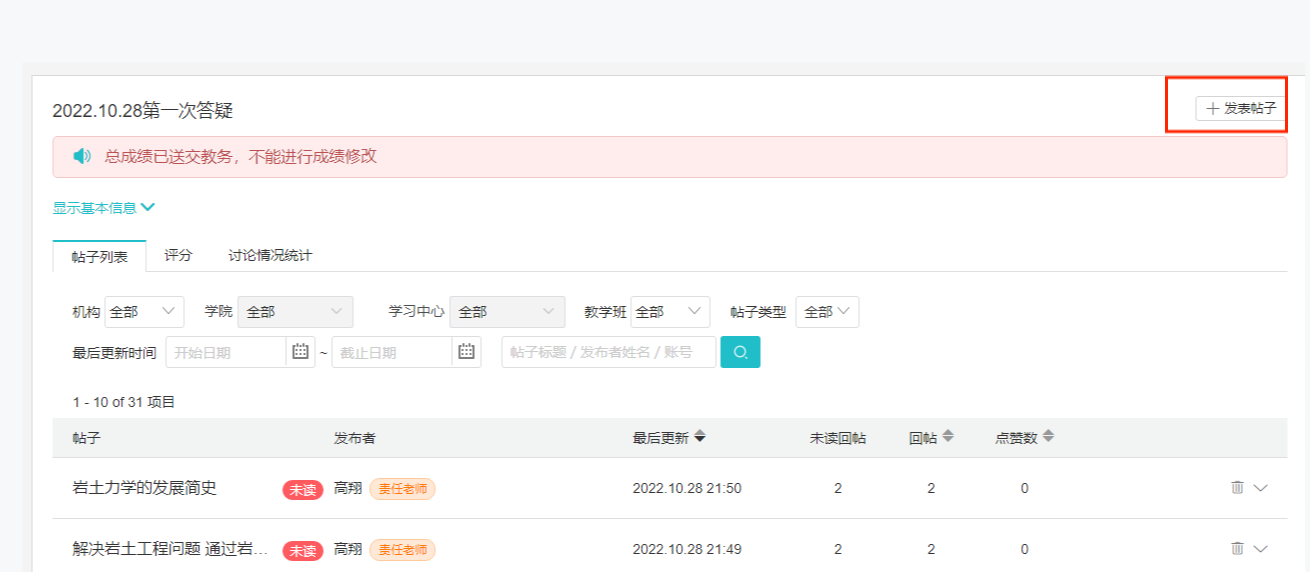 2022.10.28第一次答疑
发表帖子
总成绩已送交教务，不能进行成绩修改
显示基本信息
帖子列表 评分 讨论情况统计
机构 全部 学院 全部 学习中心 全部 教学班 全部 帖子类型 全部
最后更新时间 开始日期 ~ 截止日期 帖子标题 / 发布者姓名 / 账号
1 - 10 of 31 项目
帖子 发布者 最后更新 未读回帖 回帖 点赞数
岩土力学的发展简史 未读 高翔 责任老师 2022.10.28 21:50 2 2 0
解决岩土工程问题 通过岩... 未读 高翔 责任老师 2022.10.28 21:49 2 2 0